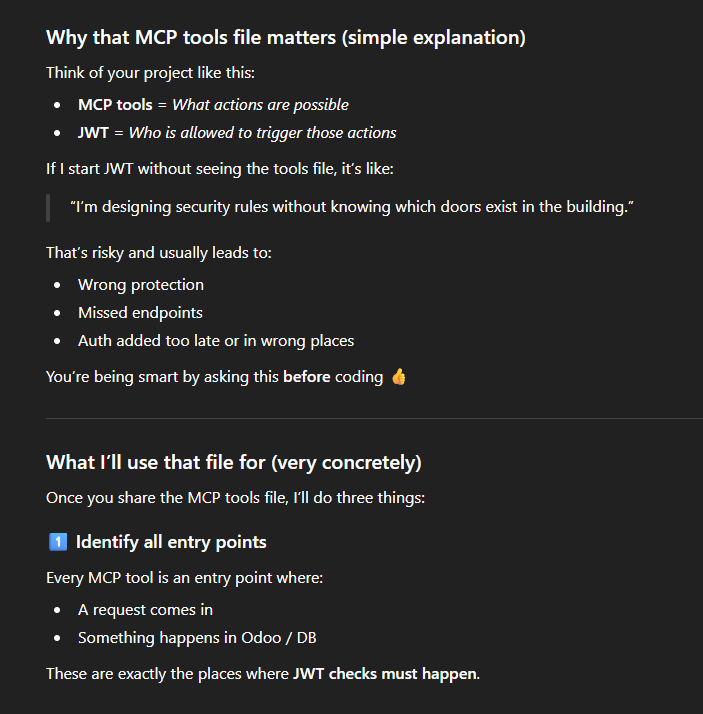 Why that MCP tools file matters (simple explanation)
Think of your project like this:
• MCP tools = What actions are possible
• JWT = Who is allowed to trigger those actions
If I start JWT without seeing the tools file, it’s like:
“I’m designing security rules without knowing which doors exist in the building.”
That’s risky and usually leads to:
• Wrong protection
• Missed endpoints
• Auth added too late or in wrong places
You’re being smart by asking this before coding 👍
What I’ll use that file for (very concretely)
Once you share the MCP tools file, I’ll do three things:
1️⃣ Identify all entry points
Every MCP tool is an entry point where:
• A request comes in
• Something happens in Odoo / DB
These are exactly the places where JWT checks must happen.